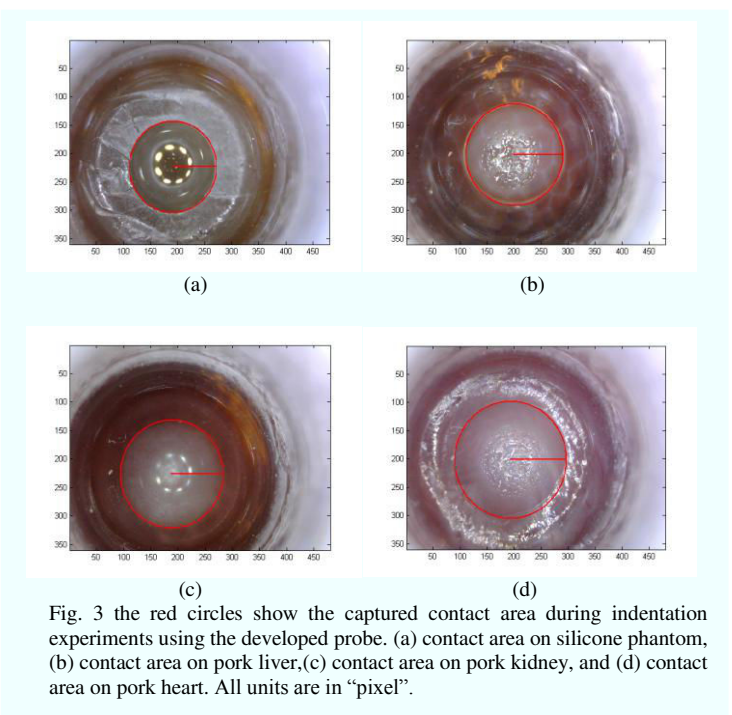 50
100
150
200
250
300
350
50 100 150 200 250 300 350 400 450
(a)
50
100
150
200
250
300
350
50 100 150 200 250 300 350 400 450
(b)
50
100
150
200
250
300
350
50 100 150 200 250 300 350 400 450
(c)
50
100
150
200
250
300
350
50 100 150 200 250 300 350 400 450
(d)
Fig. 3 the red circles show the captured contact area during indentation
experiments using the developed probe. (a) contact area on silicone phantom,
(b) contact area on pork liver,(c) contact area on pork kidney, and (d) contact
area on pork heart. All units are in “pixel”.